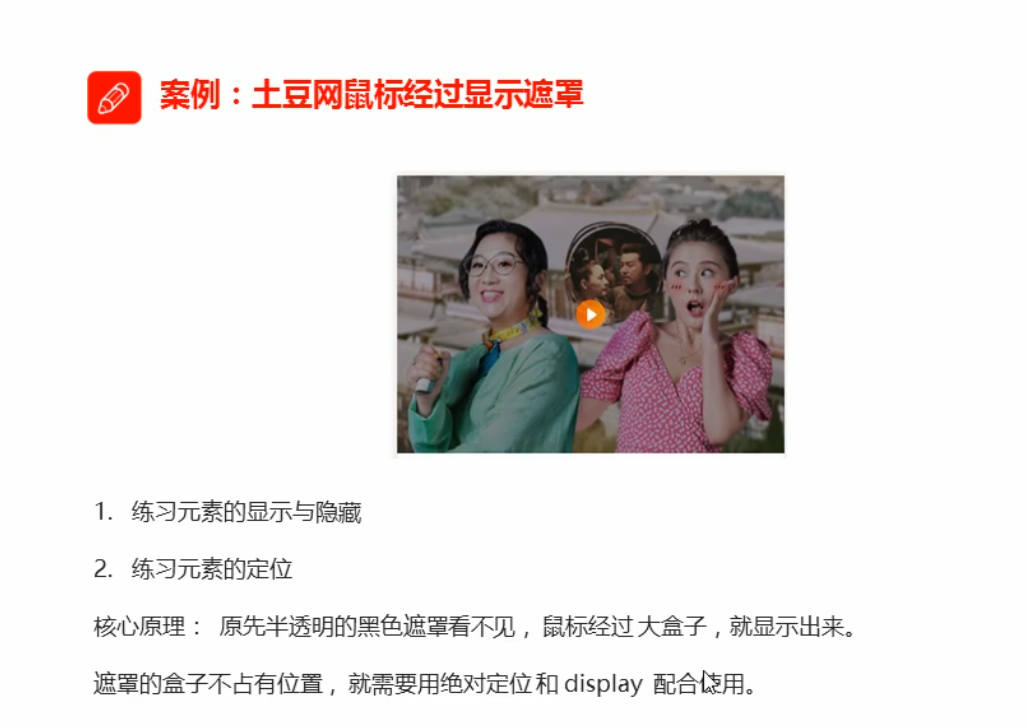 案例：土豆网鼠标经过显示遮罩
1. 练习元素的显示与隐藏
2. 练习元素的定位
核心原理： 原先半透明的黑色遮罩看不见，鼠标经过 大盒子，就显示出来。
遮罩的盒子不占有位置，就需要用绝对定位 和 display 配合使用。